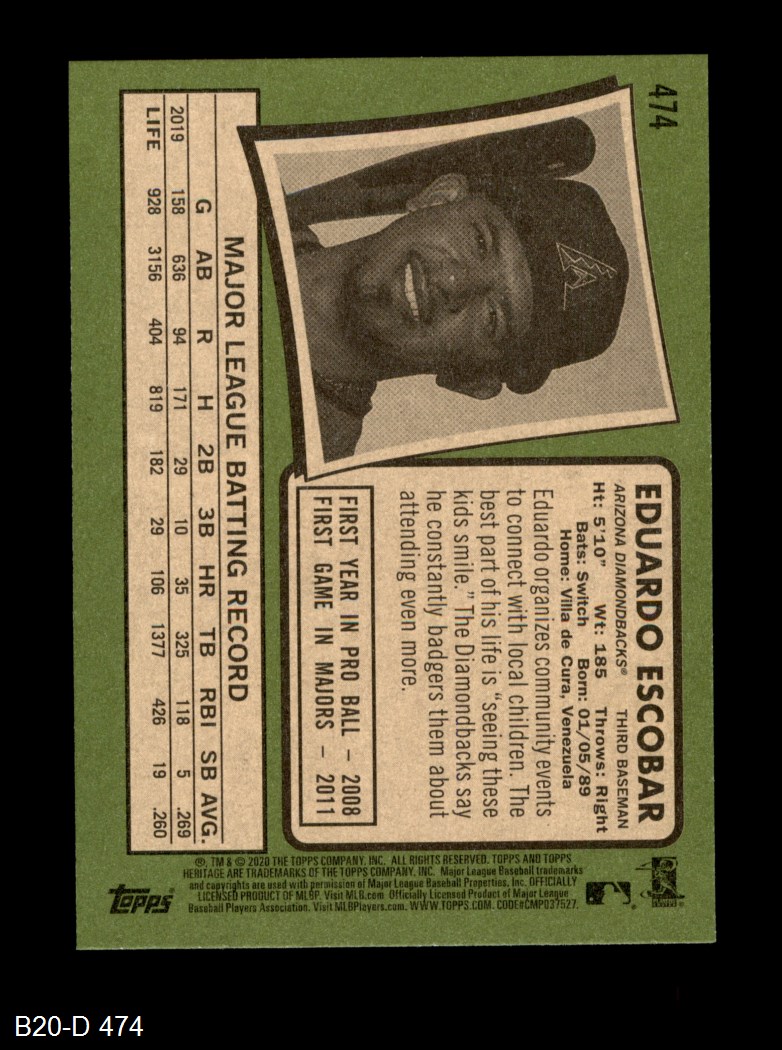 474
EDUARDO ESCOBAR
ARIZONA DIAMONDBACKS® THIRD BASEMAN
Ht: 5'10" Wt: 185 Throws: Right
Bats: Switch Born: 01/05/89
Home: Villa de Cura, Venezuela
Eduardo organizes community events
to connect with local children. The
best part of his life is "seeing these
kids smile." The Diamondbacks say
he constantly badgers them about
attending even more.
FIRST YEAR IN PRO BALL – 2008
FIRST GAME IN MAJORS – 2011
MAJOR LEAGUE BATTING RECORD
G AB R H 2B 3B HR TB RBI SB AVG.
2019 158 636 94 171 29 10 35 325 118 5 .269
LIFE 928 3156 404 819 182 29 106 1377 426 19 .260
®, TM & © 2020 THE TOPPS COMPANY, INC. ALL RIGHTS RESERVED. TOPPS AND TOPPS
HERITAGE ARE TRADEMARKS OF THE TOPPS COMPANY, INC. Major League Baseball trademarks
and copyrights are used with permission of Major League Baseball Properties, Inc. OFFICIALLY
LICENSED PRODUCT OF MLBP. Visit MLB.com Officially Licensed Product of Major League
Baseball Players Association. Visit MLBPlayers.com. WWW.TOPPS.COM. CODE#CMP037527.
topps
B20-D 474